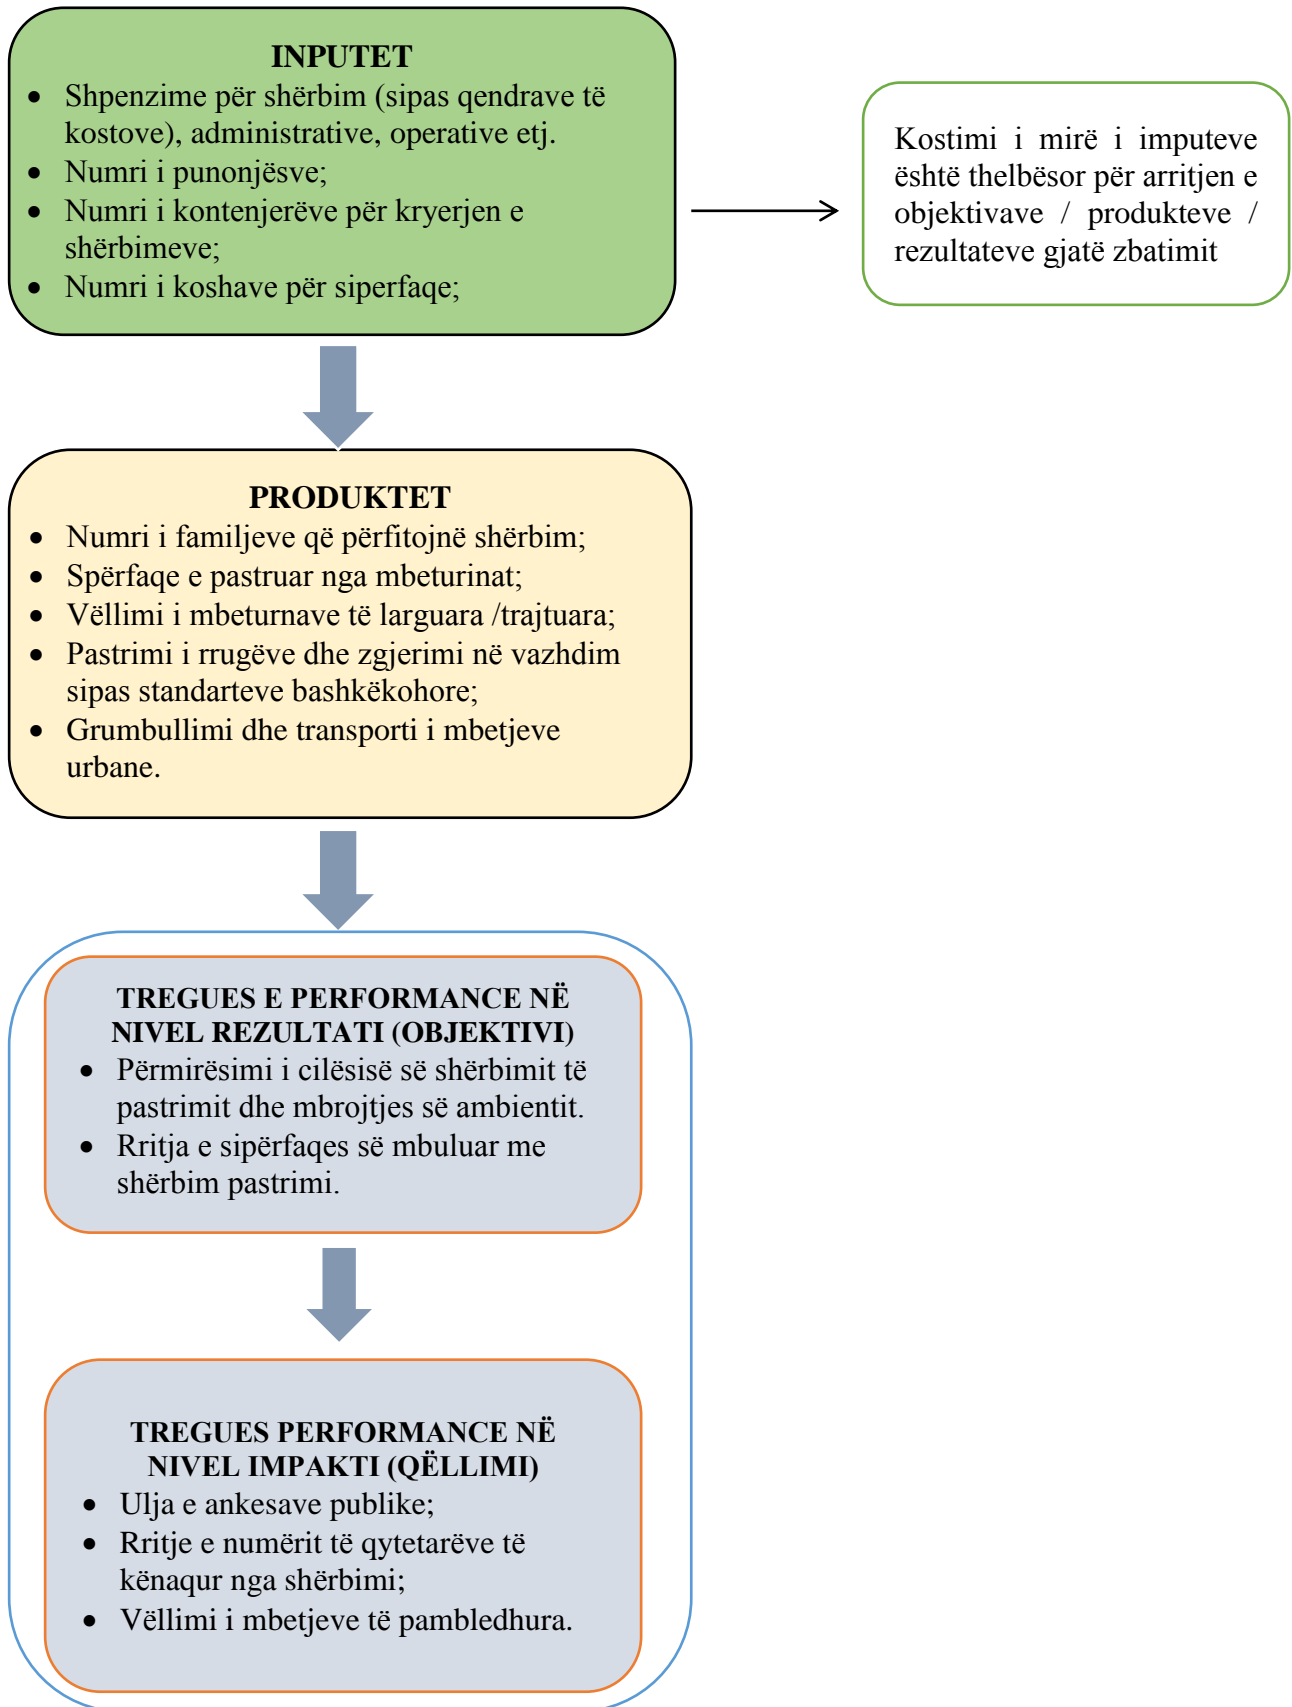 INPUTET
• Shpenzime për shërbim (sipas qendrave të
kostove), administrative, operative etj.
• Numri i punonjësve;
• Numri i kontenjerëve për kryerjen e
shërbimeve;
• Numri i koshave për siperfaqe;
Kostimi i mirë i imputeve
është thelbësor për arritjen e
objektivave / produkteve /
rezultateve gjatë zbatimit
PRODUKTET
• Numri i familjeve që përfitojnë shërbim;
• Spërfaqe e pastruar nga mbeturinat;
• Vëllimi i mbeturnave të larguara /trajtuara;
• Pastrimi i rrugëve dhe zgjerimi në vazhdim
sipas standarteve bashkëkohore;
• Grumbullimi dhe transporti i mbetjeve
urbane.
TREGUES E PERFORMANCE NË
NIVEL REZULTATI (OBJEKTIVI)
• Përmirësimi i cilësisë së shërbimit të
pastrimit dhe mbrojtjes së ambientit.
• Rritja e sipërfaqes së mbuluar me
shërbim pastrimi.
TREGUES PERFORMANCE NË
NIVEL IMPAKTI (QËLLIMI)
• Ulja e ankesave publike;
• Rritje e numërit të qytetarëve të
kënaqur nga shërbimi;
• Vëllimi i mbetjeve të pambledhura.